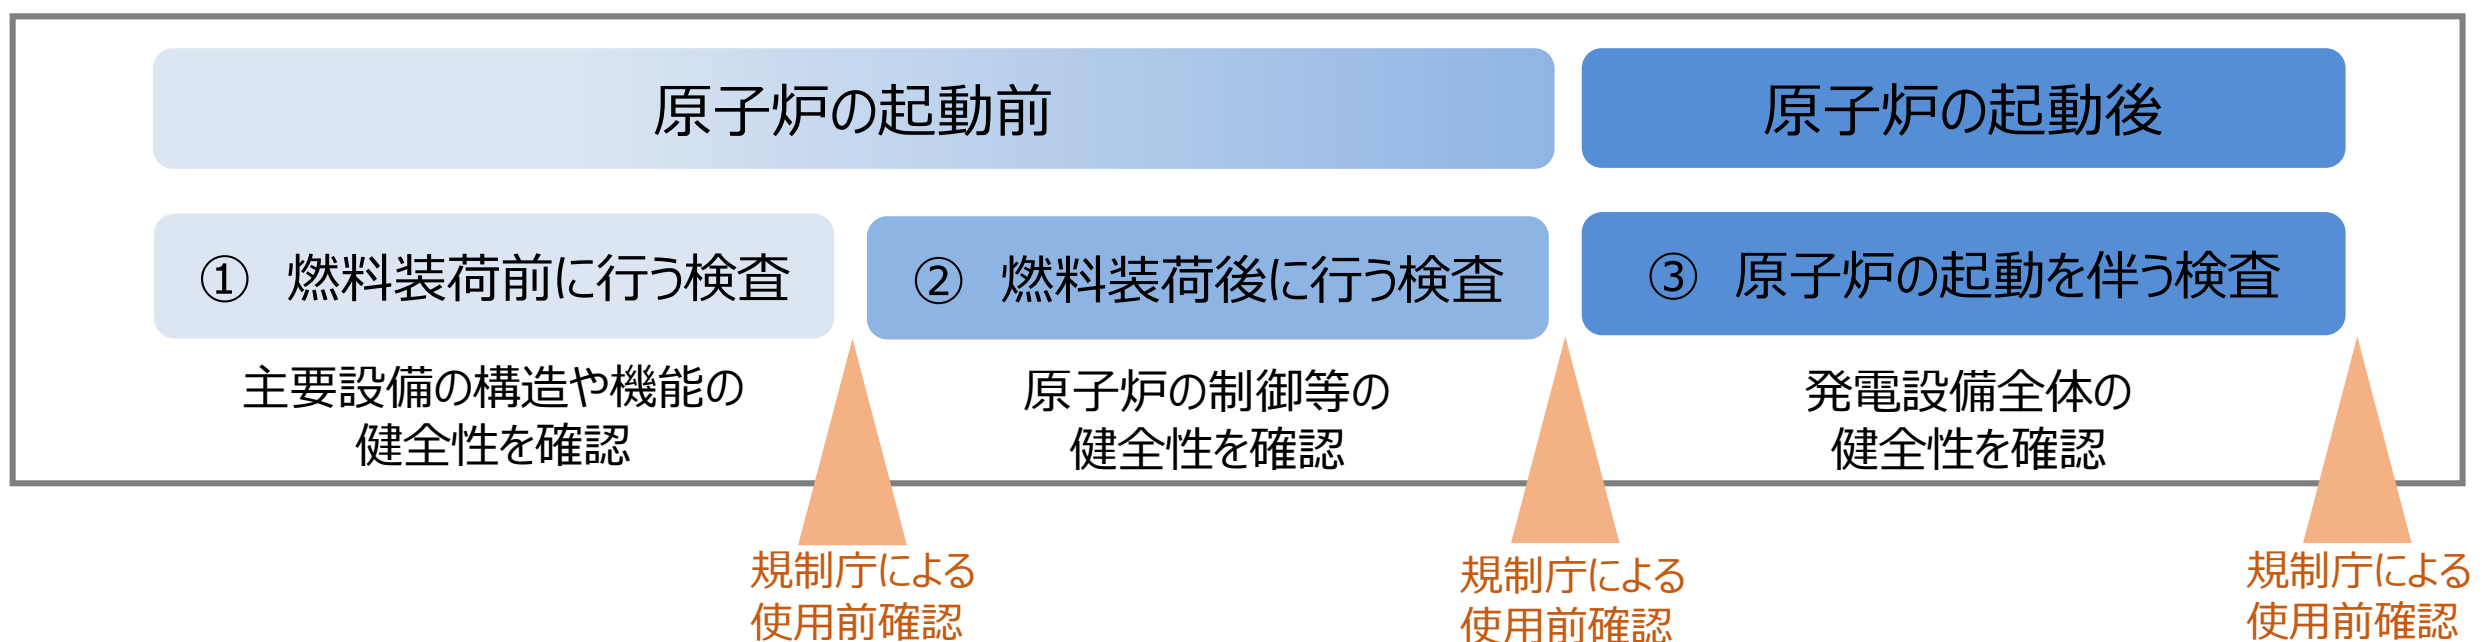 原子炉の起動前
原子炉の起動後
① 燃料装荷前に行う検査
② 燃料装荷後に行う検査
③ 原子炉の起動を伴う検査
主要設備の構造や機能の
健全性を確認
原子炉の制御等の
健全性を確認
発電設備全体の
健全性を確認
規制庁による
使用前確認
規制庁による
使用前確認
規制庁による
使用前確認